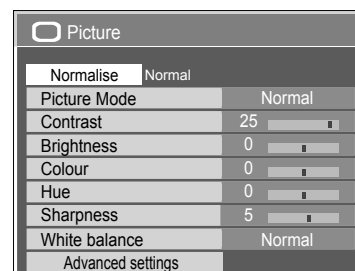 Picture
Normalise Normal
Picture Mode Normal
Contrast 25
Brightness 0
Colour 0
Hue 0
Sharpness 5
White balance Normal
Advanced settings